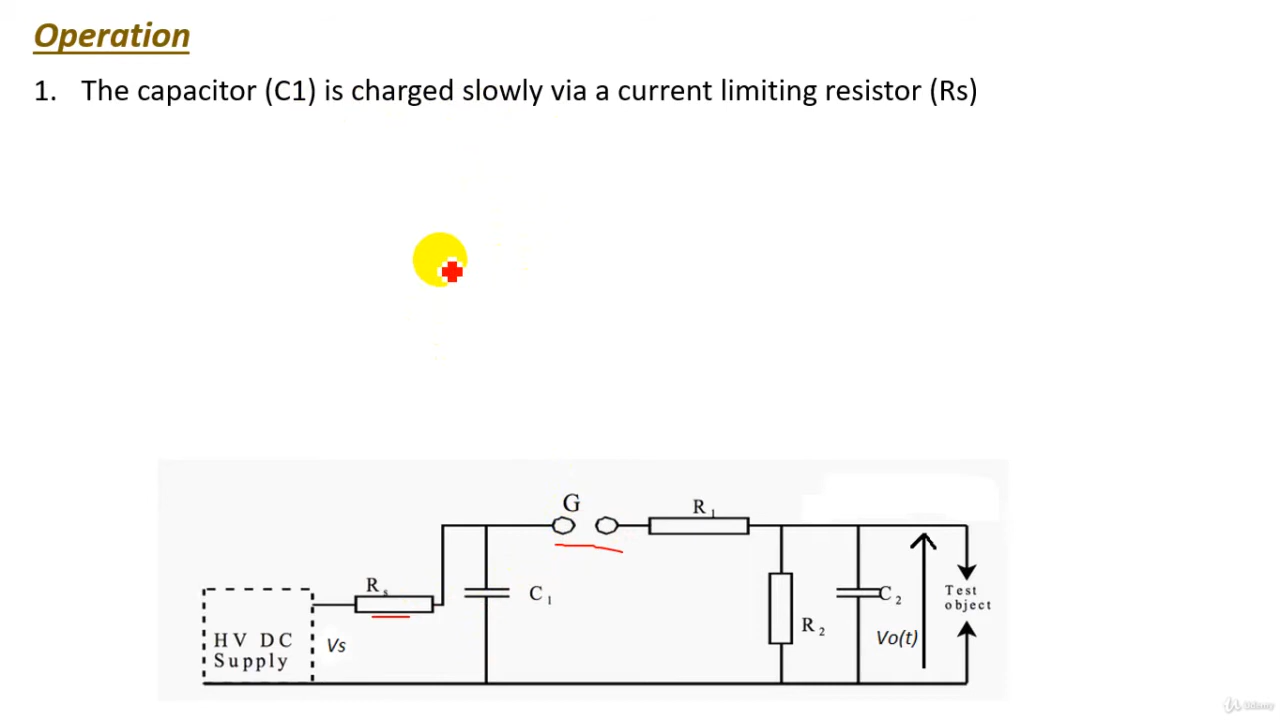 Operation
1. The capacitor (C1) is charged slowly via a current limiting resistor (Rs)
G
R1
Rs
C1
HV DC
Supply
Vs
R2
C2
Vo(t)
Test
object
Udemy